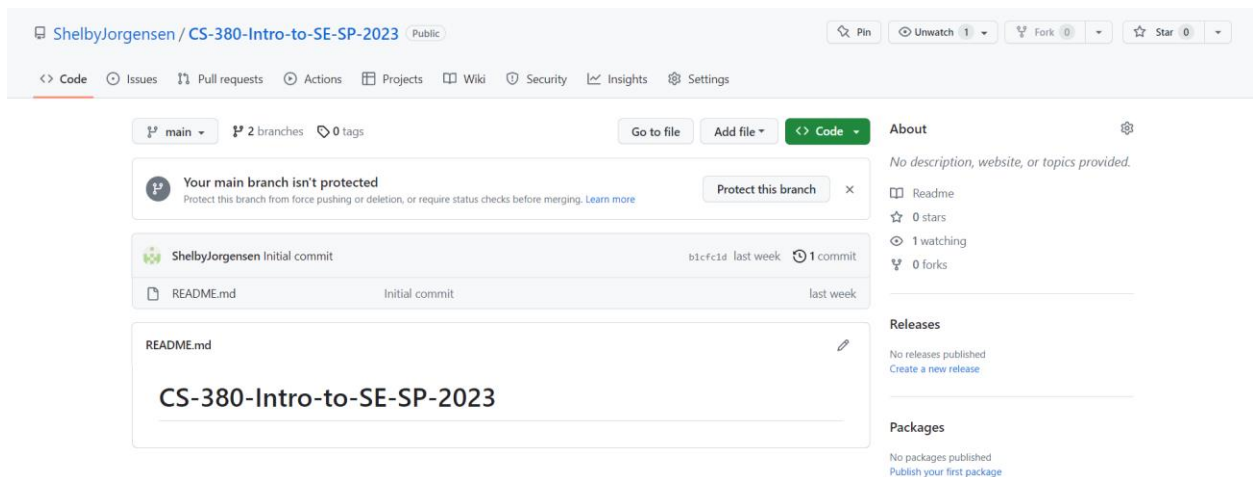 ShelbyJorgensen / CS-380-Intro-to-SE-SP-2023 Public
Pin Unwatch 1 Fork 0 Star 0
<> Code Issues Pull requests Actions Projects Wiki Security Insights Settings
main 2 branches 0 tags Go to file Add file <> Code
Your main branch isn't protected
Protect this branch from force pushing or deletion, or require status checks before merging. Learn more
Protect this branch
ShelbyJorgensen Initial commit b1cfc1d last week 1 commit
README.md Initial commit last week
README.md
CS-380-Intro-to-SE-SP-2023
About
No description, website, or topics provided.
Readme
0 stars
1 watching
0 forks
Releases
No releases published
Create a new release
Packages
No packages published
Publish your first package